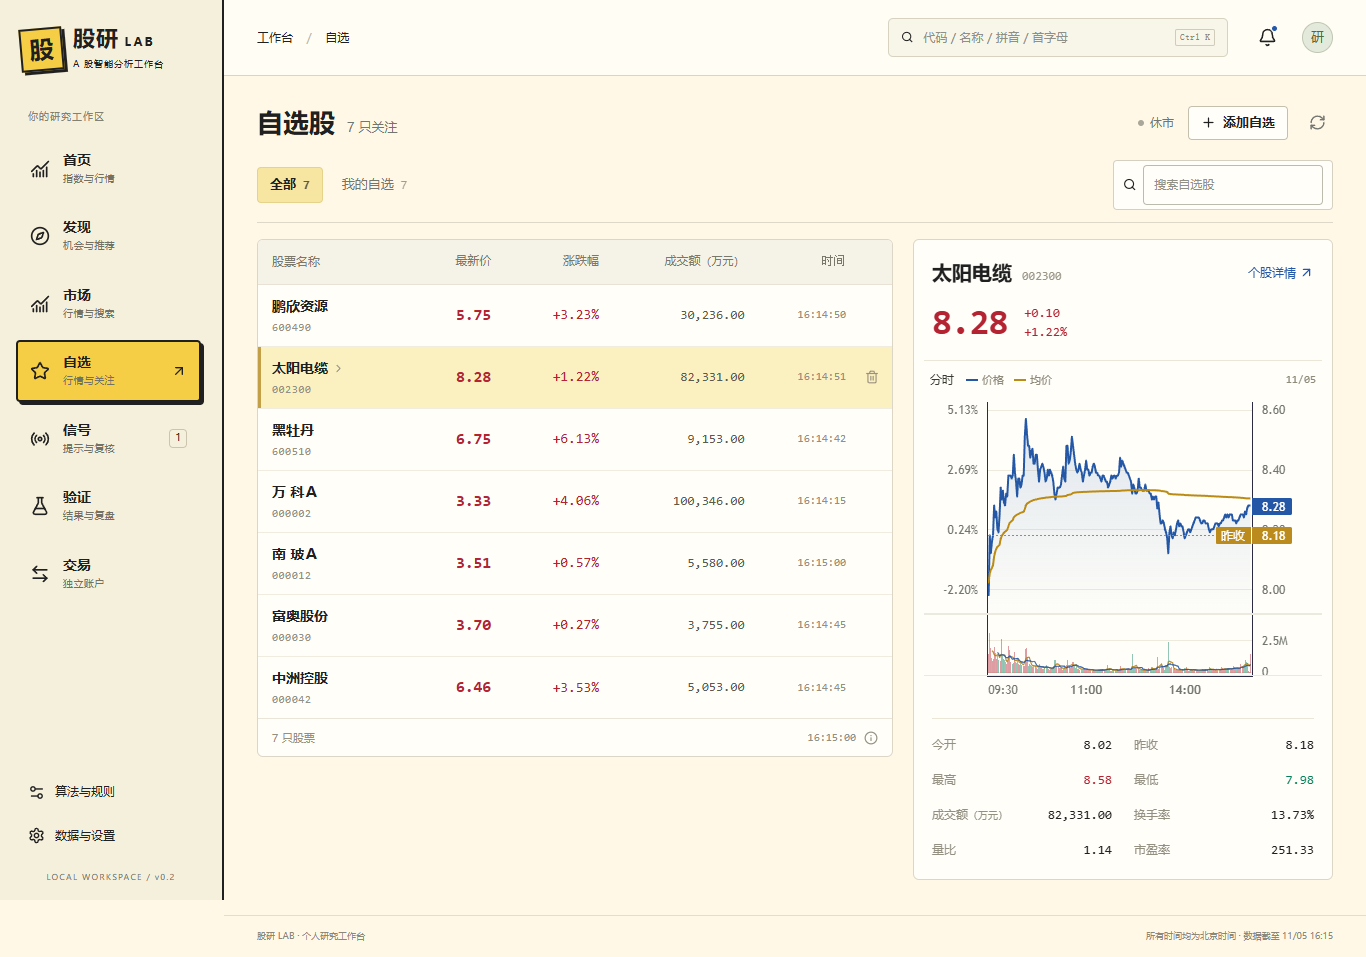 股
股研 LAB
A 股智能分析工作台
你的研究工作区
首页
指数与行情
发现
机会与推荐
市场
行情与搜索
自选
行情与关注
信号
提示与复核
1
验证
结果与复盘
交易
独立账户
算法与规则
数据与设置
LOCAL WORKSPACE / v0.2
工作台 / 自选
代码 / 名称 / 拼音 / 首字母
Ctrl K
研
自选股 7 只关注
休市
添加自选
全部 7
我的自选 7
搜索自选股
股票名称 最新价 涨跌幅 成交额 (万元) 时间
鹏欣资源 5.75 +3.23% 30,236.00 16:14:50
600490
太阳电缆 8.28 +1.22% 82,331.00 16:14:51
002300
黑牡丹 6.75 +6.13% 9,153.00 16:14:42
600510
万 科A 3.33 +4.06% 100,346.00 16:14:15
000002
南 玻A 3.51 +0.57% 5,580.00 16:15:00
000012
富奥股份 3.70 +0.27% 3,755.00 16:14:45
000030
中洲控股 6.46 +3.53% 5,053.00 16:14:45
000042
7 只股票 16:15:00
太阳电缆 002300
个股详情
8.28
+0.10
+1.22%
分时 价格 均价 11/05
5.13% 8.60
2.69% 8.40
8.28
0.24%
昨收 8.18
-2.20% 8.00
2.5M
0
09:30 11:00 14:00
今开 8.02 昨收 8.18
最高 8.58 最低 7.98
成交额 (万元) 82,331.00 换手率 13.73%
量比 1.14 市盈率 251.33
股研 LAB · 个人研究工作台
所有时间均为北京时间 · 数据截至 11/05 16:15